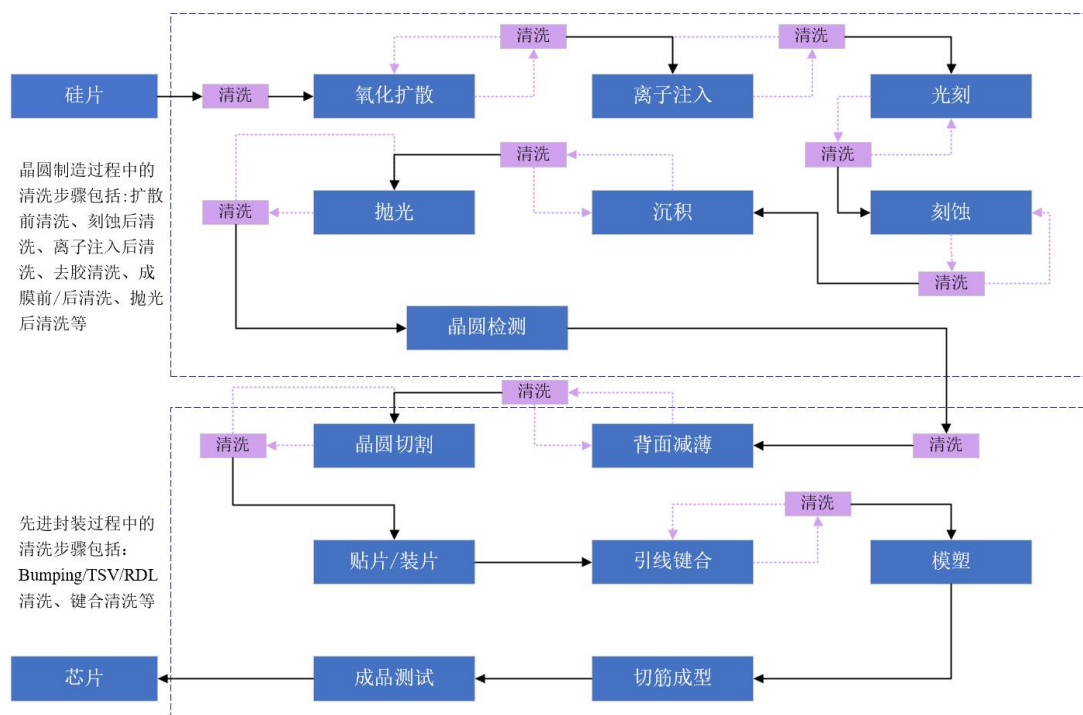 清洗
清洗
硅片
清洗
氧化扩散
离子注入
光刻
晶圆制造过程中的
清洗步骤包括:扩散
前清洗、刻蚀后清
洗、离子注入后清
洗、去胶清洗、成
膜前/后清洗、抛光
后清洗等
清洗
清洗
清洗
抛光
沉积
刻蚀
清洗
晶圆检测
清洗
清洗
晶圆切割
背面减薄
清洗
先进封装过程中的
清洗步骤包括：
Bumping/TSV/RDL
清洗、键合清洗等
清洗
贴片/装片
引线键合
模塑
芯片
成品测试
切筋成型